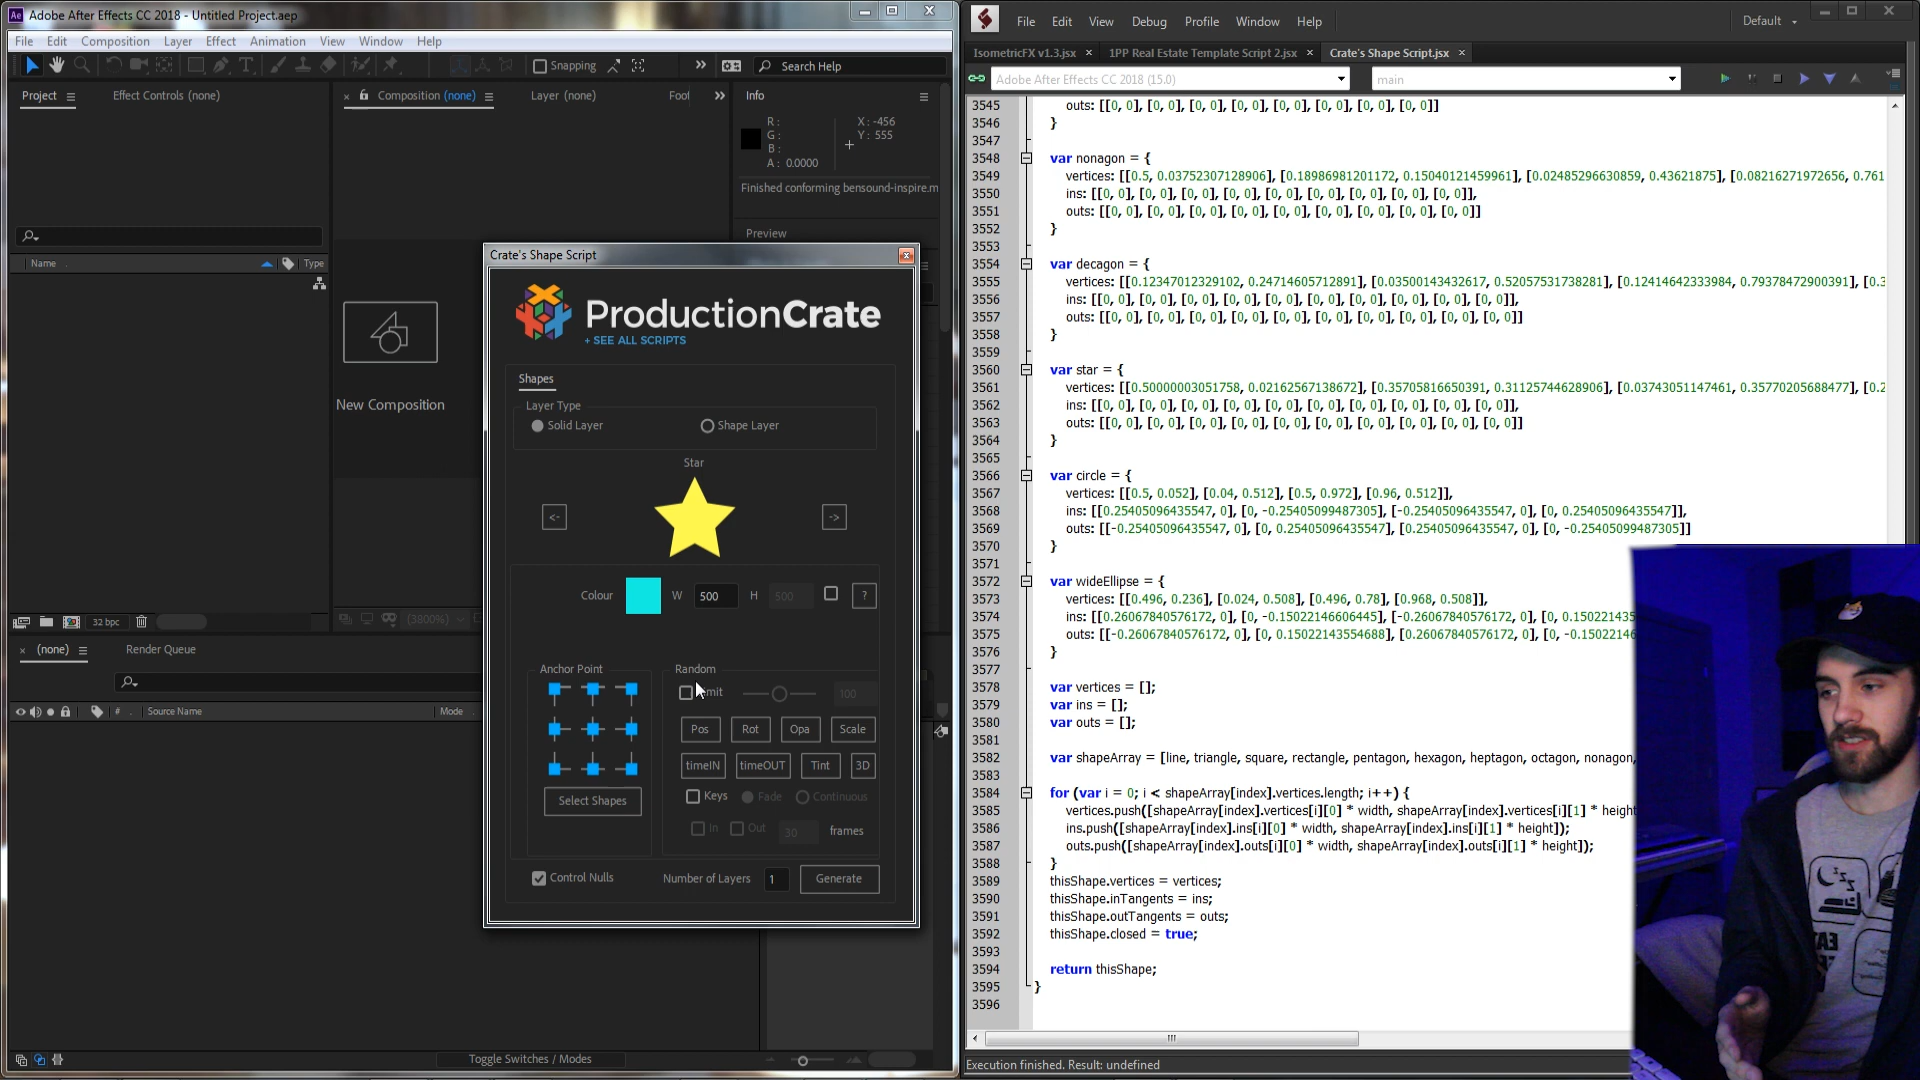 Adobe After Effects CC 2018 - Untitled Project.aep
File Edit Composition Layer Effect Animation View Window Help
Snapping
Search Help
Project
Effect Controls (none)
Composition (none)
Layer (none)
Foot
Info
R:
G:
B:
A: 0.0000
X: -456
Y: 555
Finished conforming bensound-inspire.m
Preview
Name
Type
New Composition
32 bpc
(3800%)
(none)
Render Queue
#
Source Name
Mode
Toggle Switches / Modes
Crate's Shape Script
ProductionCrate
+ SEE ALL SCRIPTS
Shapes
Layer Type
Solid Layer
Shape Layer
Star
<-
->
Colour
W 500 H 500 ?
Anchor Point
Select Shapes
Random
100
Pos Rot Opa Scale
timeIN timeOUT Tint 3D
Keys Fade Continuous
In Out 30 frames
Control Nulls
Number of Layers 1 Generate
File Edit View Debug Profile Window Help
Default
IsometricFX v1.3.jsx
1PP Real Estate Template Script 2.jsx
Crate's Shape Script.jsx
Adobe After Effects CC 2018 (15.0)
main
3545 outs: [[0, 0], [0, 0], [0, 0], [0, 0], [0, 0], [0, 0], [0, 0], [0, 0]]
3546 }
3547
3548 var nonagon = {
3549 vertices: [[0.5, 0.03752307128906], [0.18986981201172, 0.15040121459961], [0.02485296630859, 0.43621875], [0.08216271972656, 0.761
3550 ins: [[0, 0], [0, 0], [0, 0], [0, 0], [0, 0], [0, 0], [0, 0], [0, 0], [0, 0]],
3551 outs: [[0, 0], [0, 0], [0, 0], [0, 0], [0, 0], [0, 0], [0, 0], [0, 0], [0, 0]]
3552 }
3553
3554 var decagon = {
3555 vertices: [[0.12347012329102, 0.24714605712891], [0.03500143432617, 0.52057531738281], [0.12414642333984, 0.79378472900391], [0.3
3556 ins: [[0, 0], [0, 0], [0, 0], [0, 0], [0, 0], [0, 0], [0, 0], [0, 0], [0, 0], [0, 0]],
3557 outs: [[0, 0], [0, 0], [0, 0], [0, 0], [0, 0], [0, 0], [0, 0], [0, 0], [0, 0], [0, 0]]
3558 }
3559
3560 var star = {
3561 vertices: [[0.50000003051758, 0.02162567138672], [0.35705816650391, 0.31125744628906], [0.03743051147461, 0.35770205688477], [0.2
3562 ins: [[0, 0], [0, 0], [0, 0], [0, 0], [0, 0], [0, 0], [0, 0], [0, 0], [0, 0], [0, 0]],
3563 outs: [[0, 0], [0, 0], [0, 0], [0, 0], [0, 0], [0, 0], [0, 0], [0, 0], [0, 0], [0, 0]]
3564 }
3565
3566 var circle = {
3567 vertices: [[0.5, 0.052], [0.04, 0.512], [0.5, 0.972], [0.96, 0.512]],
3568 ins: [[0.25405096435547, 0], [0, -0.25405099487305], [-0.25405096435547, 0], [0, 0.25405096435547]],
3569 outs: [[-0.25405096435547, 0], [0, 0.25405096435547], [0.25405096435547, 0], [0, -0.25405099487305]]
3570 }
3571
3572 var wideEllipse = {
3573 vertices: [[0.496, 0.236], [0.024, 0.508], [0.496, 0.78], [0.968, 0.508]],
3574 ins: [[0.26067840576172, 0], [0, -0.15022146606445], [-0.26067840576172, 0], [0, 0.150221435
3575 outs: [[-0.26067840576172, 0], [0, 0.15022143554688], [0.26067840576172, 0], [0, -0.15022146
3576 }
3577
3578 var vertices = [];
3579 var ins = [];
3580 var outs = [];
3581
3582 var shapeArray = [line, triangle, square, rectangle, pentagon, hexagon, heptagon, octagon, nonagon,
3583
3584 for (var i = 0; i < shapeArray[index].vertices.length; i++) {
3585 vertices.push([shapeArray[index].vertices[i][0] * width, shapeArray[index].vertices[i][1] * height
3586 ins.push([shapeArray[index].ins[i][0] * width, shapeArray[index].ins[i][1] * height]);
3587 outs.push([shapeArray[index].outs[i][0] * width, shapeArray[index].outs[i][1] * height]);
3588 }
3589 thisShape.vertices = vertices;
3590 thisShape.inTangents = ins;
3591 thisShape.outTangents = outs;
3592 thisShape.closed = true;
3593
3594 return thisShape;
3595 }
3596
Execution finished. Result: undefined